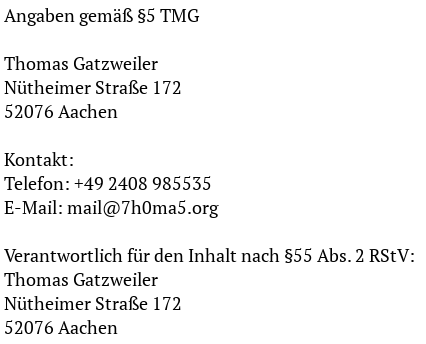 Angaben gemäß §5 TMG
Thomas Gatzweiler
Nütheimer Straße 172
52076 Aachen
Kontakt:
Telefon: +49 2408 985535
E-Mail: mail@7h0ma5.org
Verantwortlich für den Inhalt nach §55 Abs. 2 RStV:
Thomas Gatzweiler
Nütheimer Straße 172
52076 Aachen